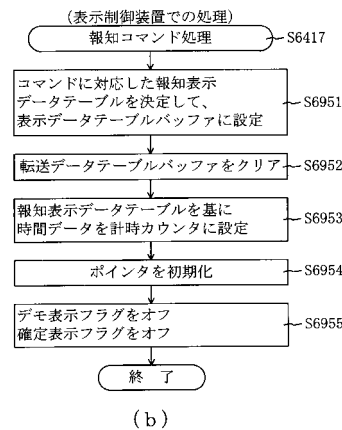 (表示制御装置での処理)
報知コマンド処理
S6417
コマンドに対応した報知表示
データテーブルを決定して、
表示データテーブルバッファに設定
S6951
転送データテーブルバッファをクリア
S6952
報知表示データテーブルを基に
時間データを計時カウンタに設定
S6953
ポインタを初期化
S6954
デモ表示フラグをオフ
確定表示フラグをオフ
S6955
終 了
(b)